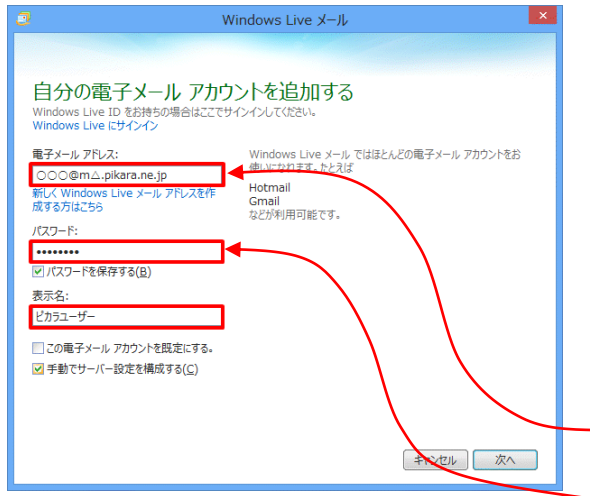 Windows Live メール
自分の電子メール アカウントを追加する
Windows Live ID をお持ちの場合はここでサインインしてください。
Windows Live にサインイン
電子メール アドレス:
○○○@m△.pikara.ne.jp
新しく Windows Live メール アドレスを作
成する方はこちら
Windows Live メール ではほとんどの電子メール アカウントをお
使いになれます。たとえば
Hotmail
Gmail
などが利用可能です。
パスワード:
••••••••
パスワードを保存する(B)
表示名:
ピカラユーザー
この電子メール アカウントを既定にする。
手動でサーバー設定を構成する(C)
キャンセル
次へ